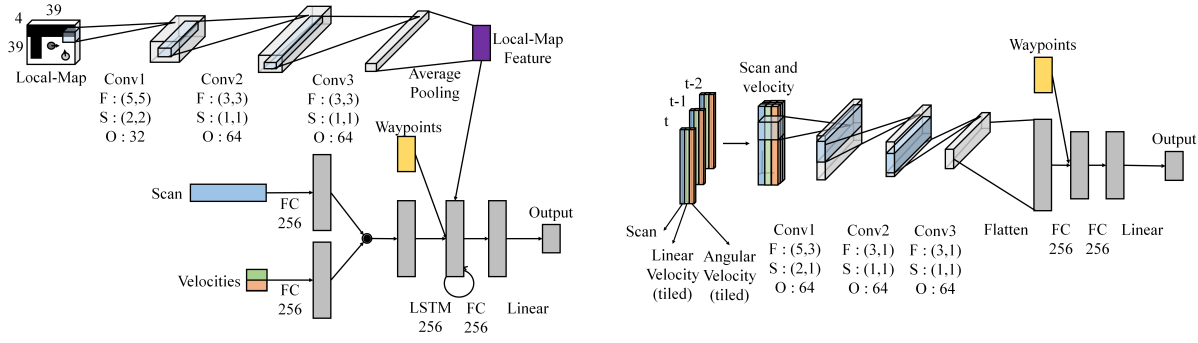 39
4
39
Local-Map
Conv1
F : (5,5)
S : (2,2)
O : 32
Conv2
F : (3,3)
S : (1,1)
O : 64
Conv3
F : (3,3)
S : (1,1)
O : 64
Average
Pooling
Local-Map
Feature
Waypoints
Scan
FC
256
Velocities
FC
256
LSTM
256
FC
256
Linear
Output
t-2
t-1
t
Scan and
velocity
Scan
Linear
Velocity
(tiled)
Angular
Velocity
(tiled)
Conv1
F : (5,3)
S : (2,1)
O : 64
Conv2
F : (3,1)
S : (1,1)
O : 64
Conv3
F : (3,1)
S : (1,1)
O : 64
Flatten
Waypoints
FC
256
FC
256
Linear
Output